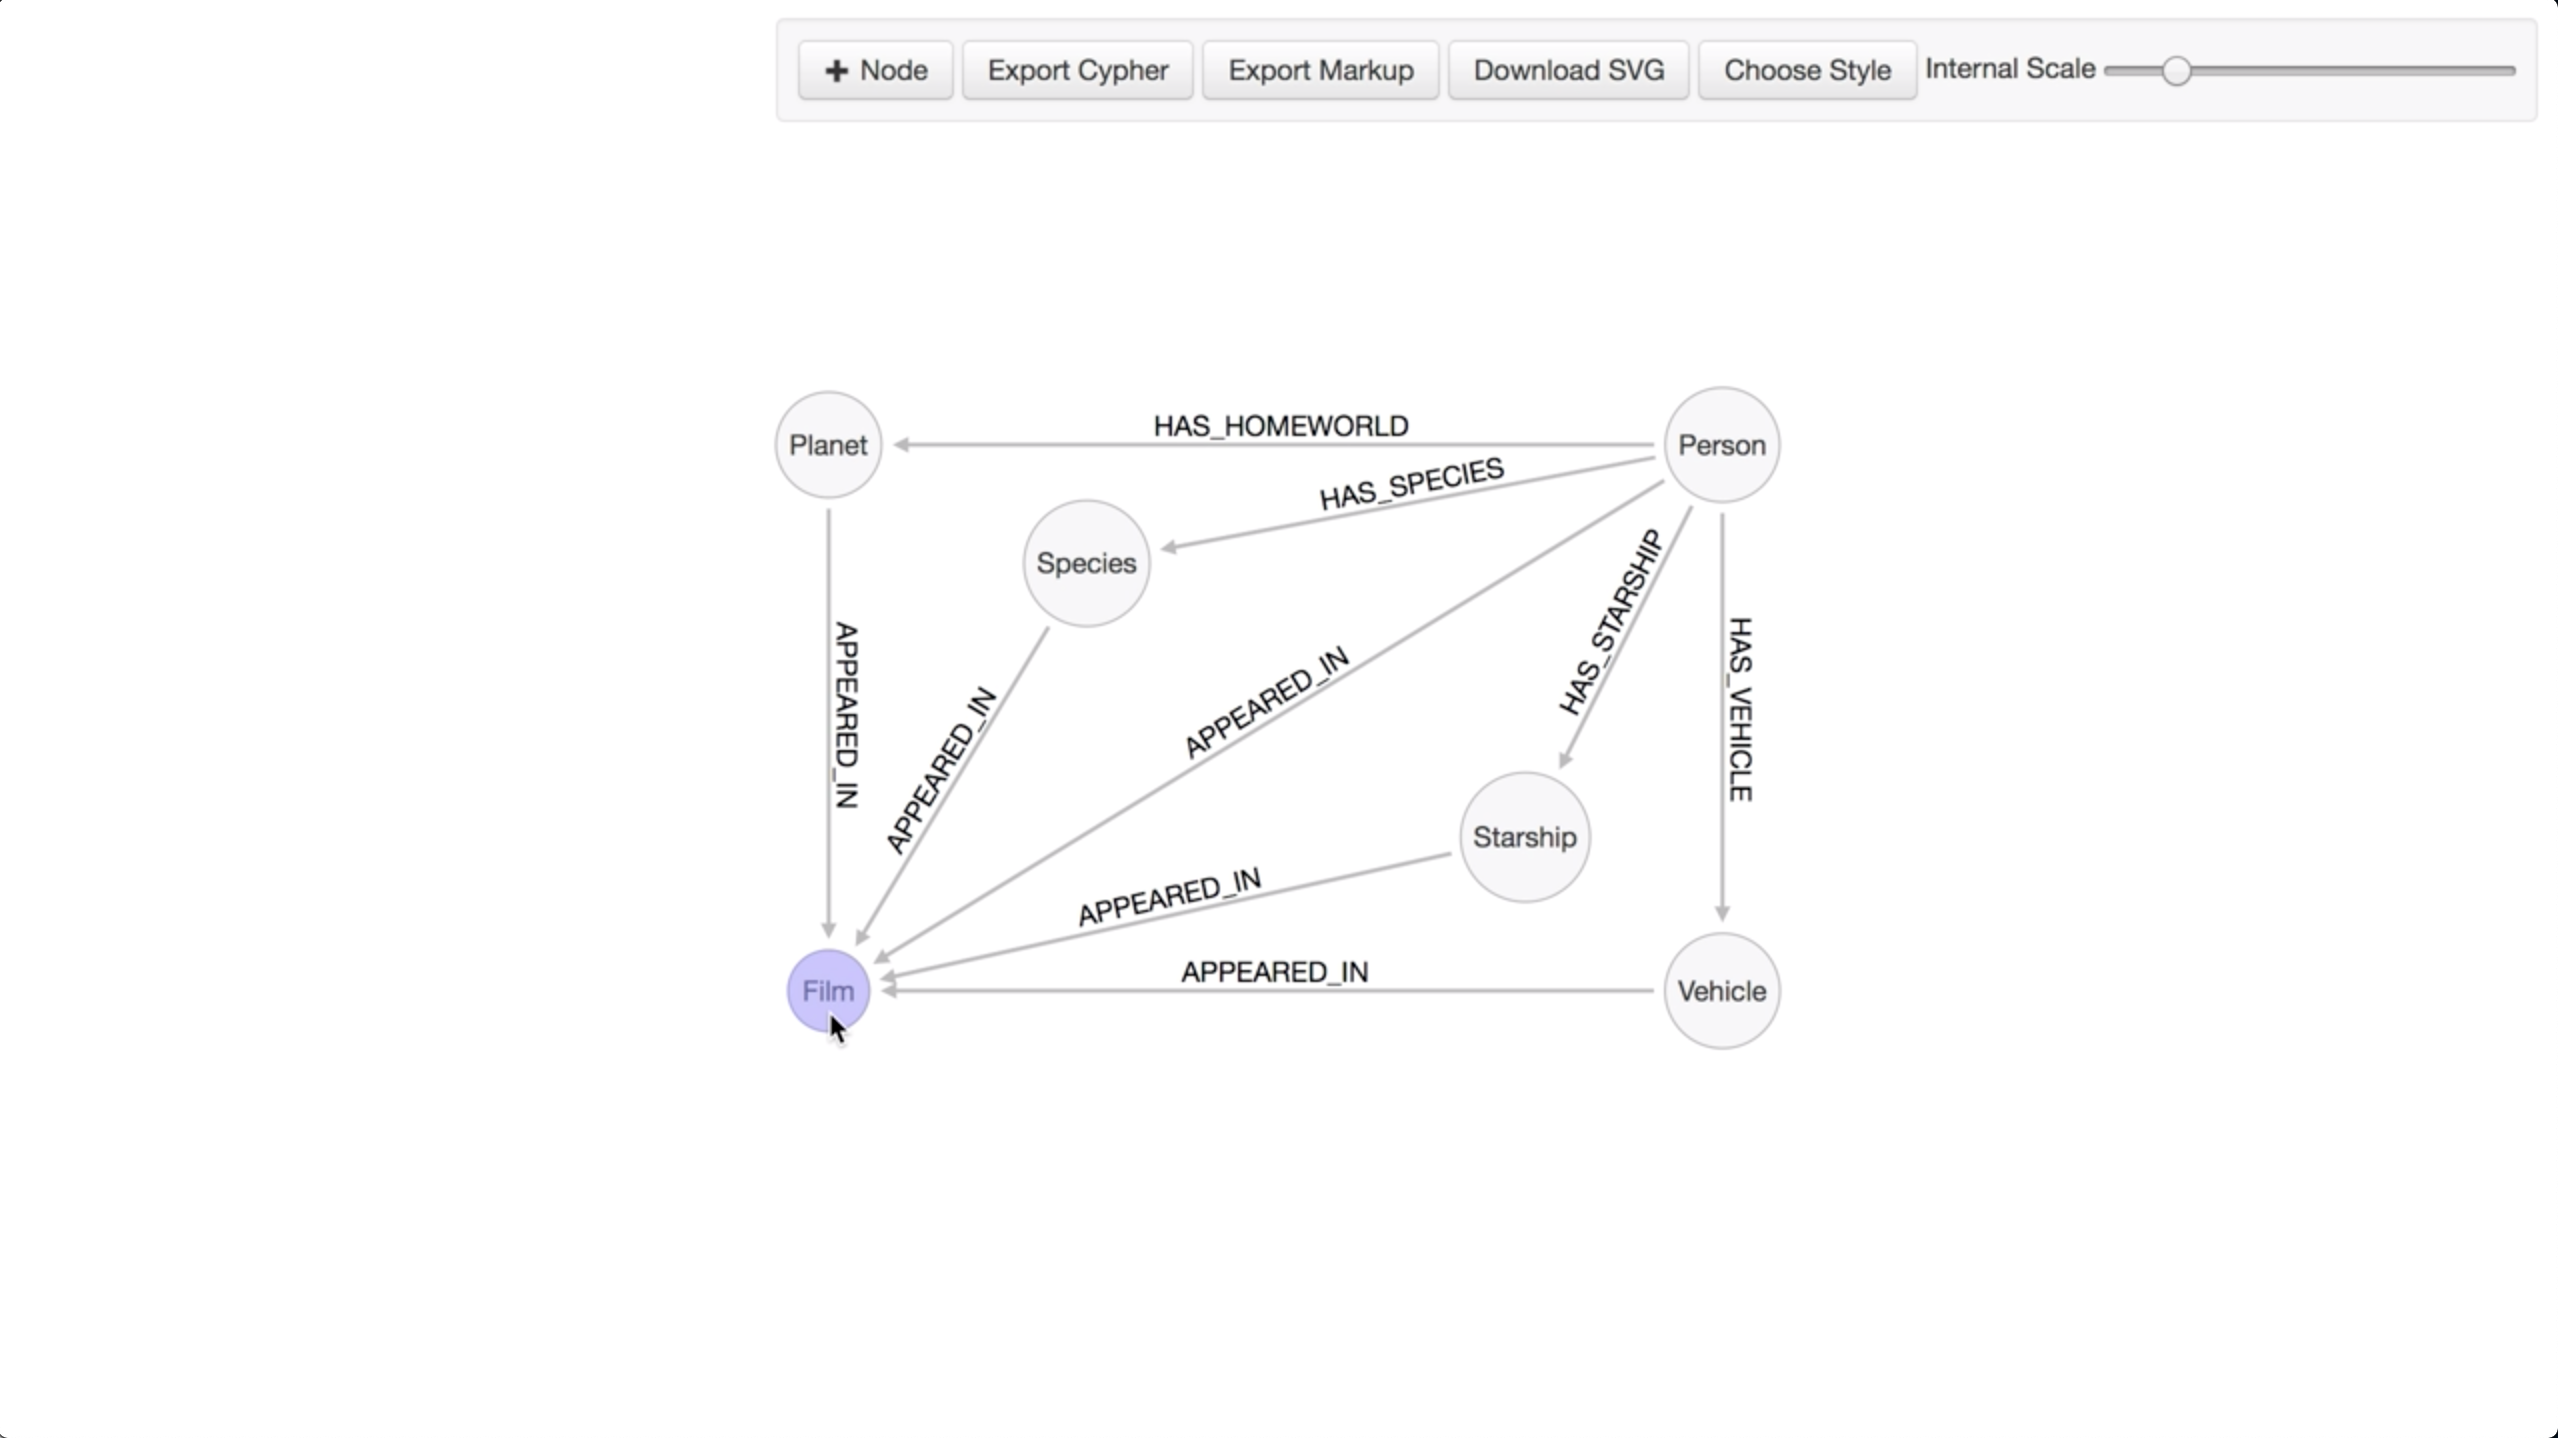 + Node
Export Cypher
Export Markup
Download SVG
Choose Style
Internal Scale
Planet
HAS_HOMEWORLD
Person
HAS_SPECIES
Species
HAS_STARSHIP
HAS_VEHICLE
APPEARED_IN
APPEARED_IN
APPEARED_IN
Starship
APPEARED_IN
APPEARED_IN
Film
Vehicle